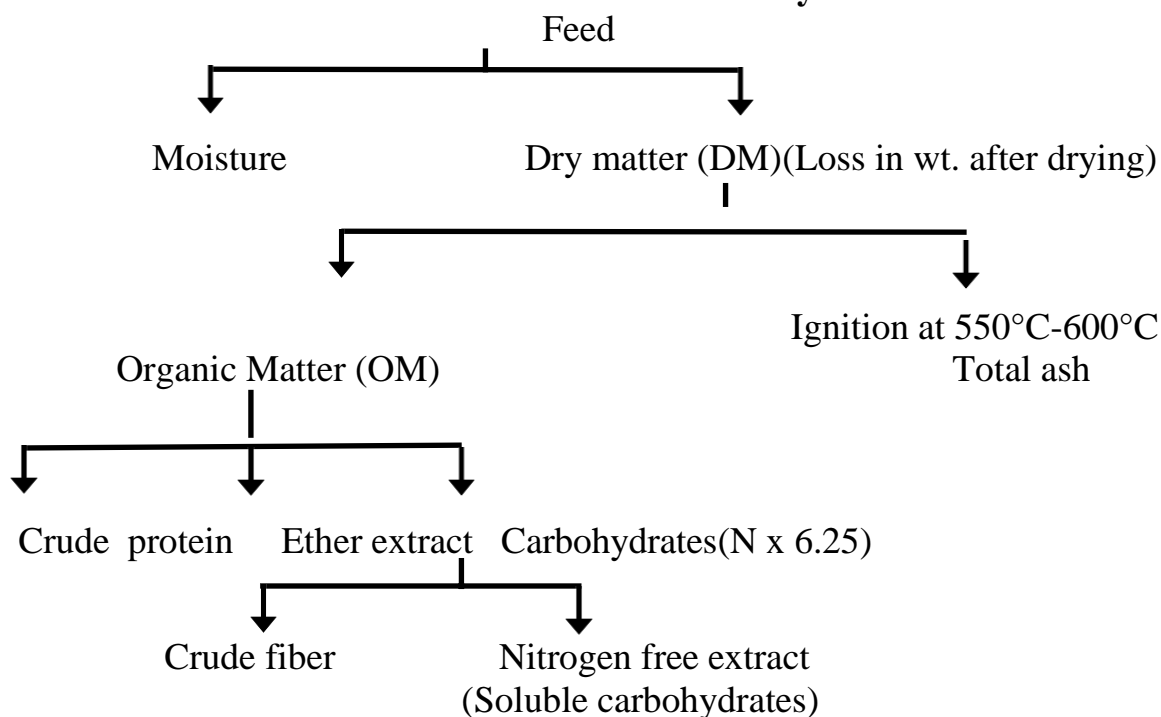 Feed
Moisture Dry matter (DM)(Loss in wt. after drying)
Ignition at 550°C-600°C
Organic Matter (OM) Total ash
Crude protein Ether extract Carbohydrates(N x 6.25)
Crude fiber Nitrogen free extract
(Soluble carbohydrates)